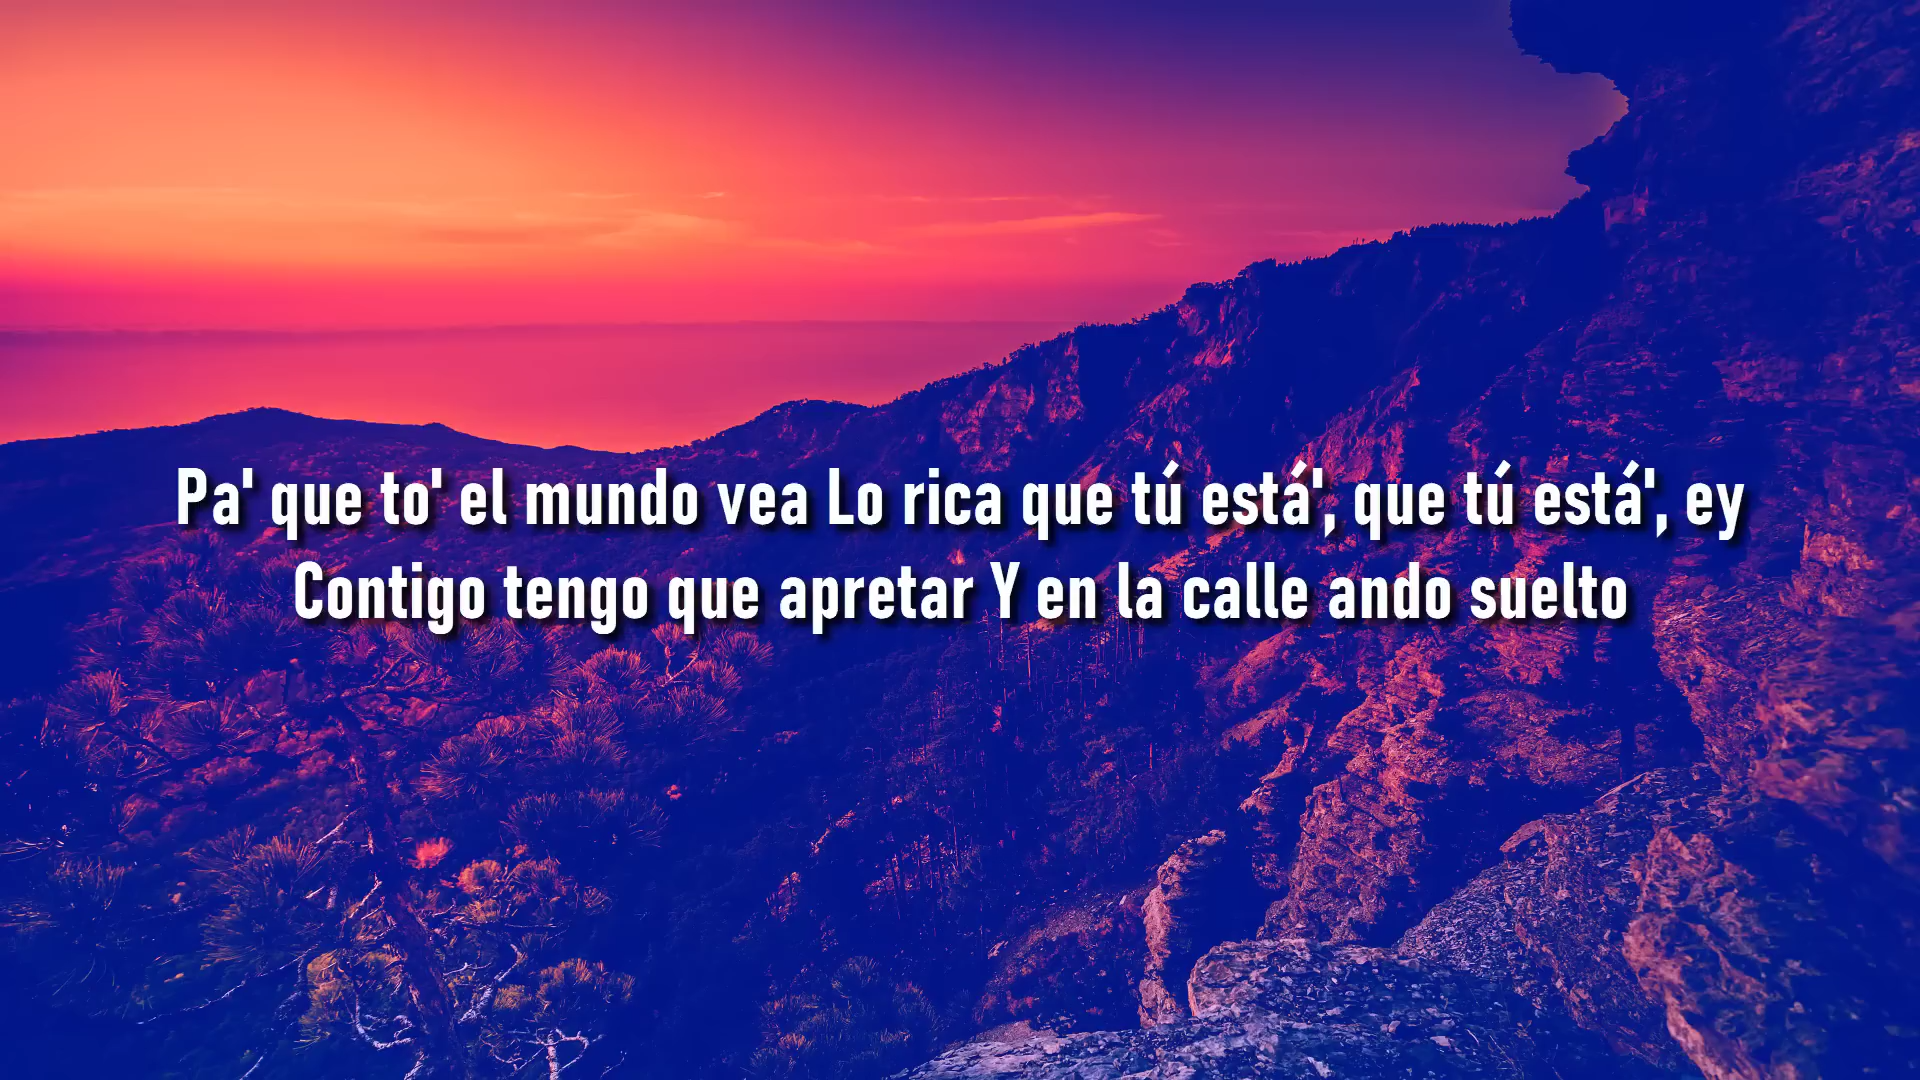 Pa' que to' el mundo vea Lo rica que tú está', que tú está', ey
Contigo tengo que apretar Y en la calle ando suelto